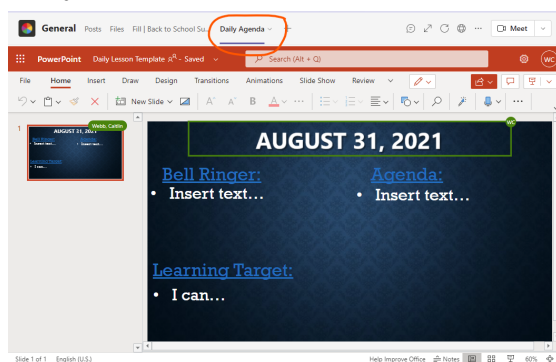 General Posts Files Fill | Back to School Su... Daily Agenda Meet
PowerPoint Daily Lesson Template - Saved Search (Alt + Q) WC
File Home Insert Draw Design Transitions Animations Slide Show Review
New Slide A A B A
1
Webb, Caitlin
AUGUST 31, 2021
WC
AUGUST 31, 2021
Bell Ringer: Agenda:
• Insert text... • Insert text...
Learning Target:
• I can...
Slide 1 of 1 English (U.S.) Help Improve Office Notes 60%